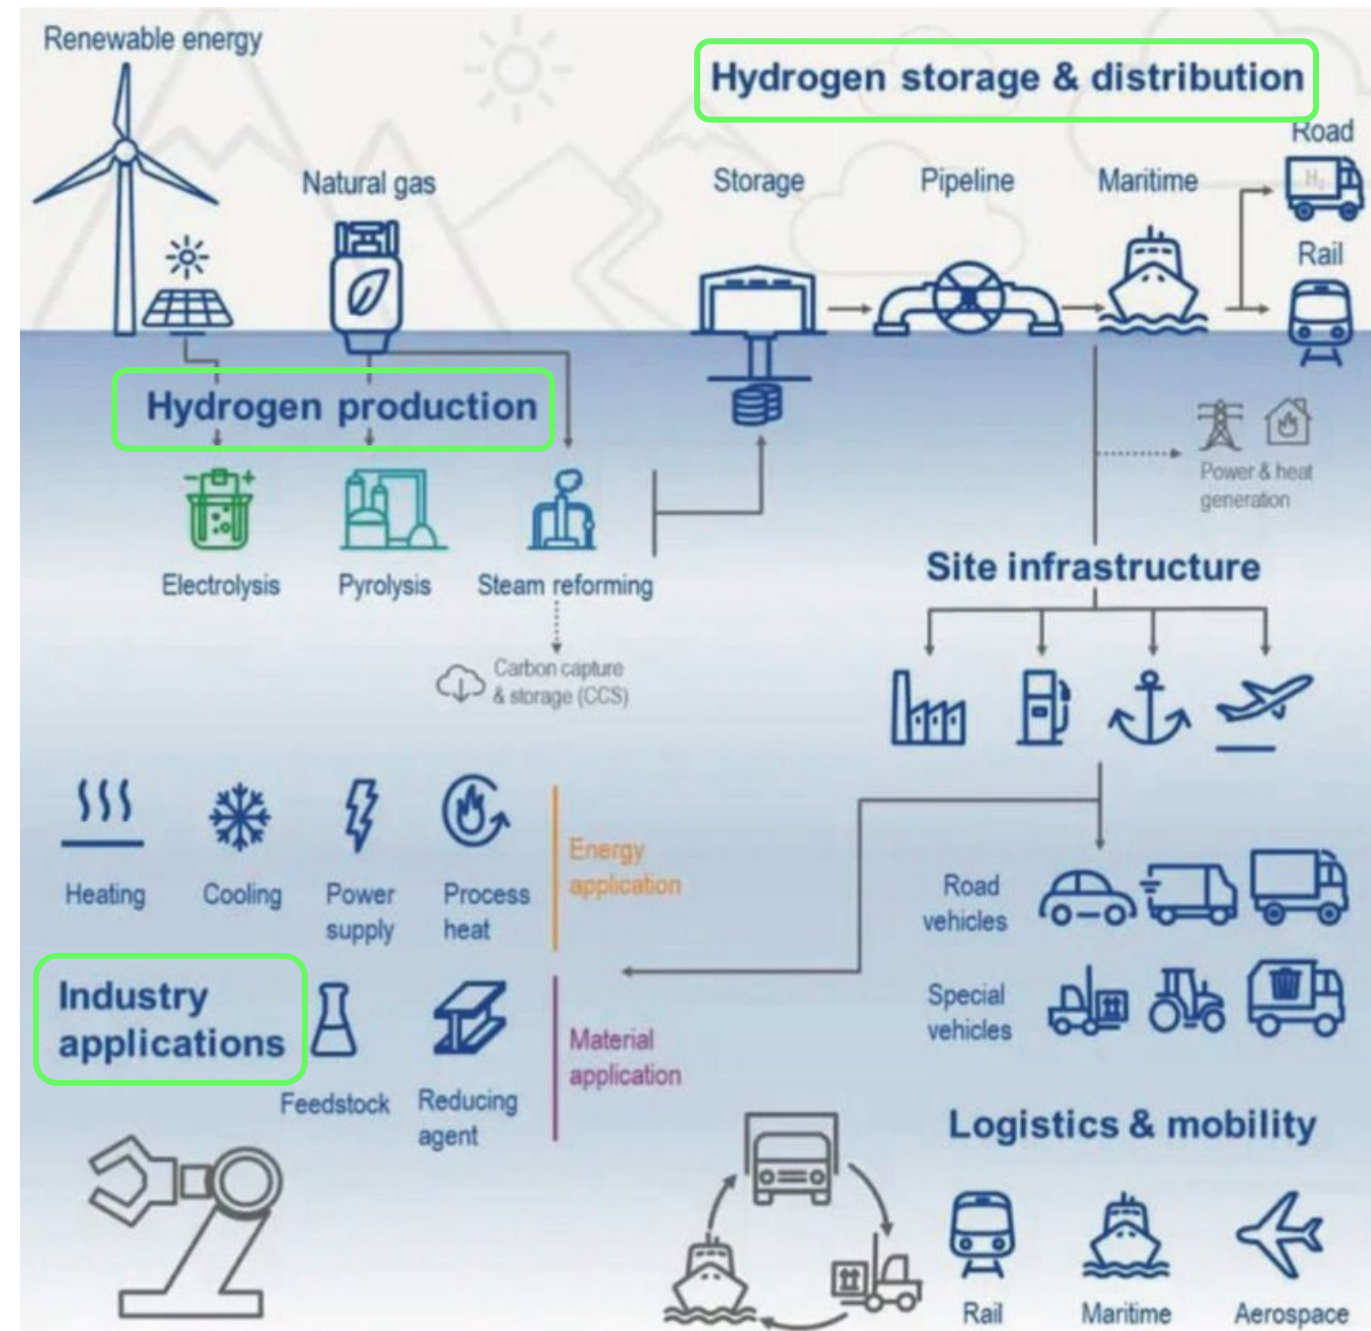 Renewable energy
Hydrogen storage & distribution
Road
Natural gas
Storage
Pipeline
Maritime
H₂
Rail
Hydrogen production
- +
Power & heat
generation
Electrolysis
Pyrolysis
Steam reforming
Site infrastructure
Carbon capture
& storage (CCS)
Heating
Cooling
Power
supply
Process
heat
Energy
application
Road
vehicles
Industry
applications
Special
vehicles
Feedstock
Reducing
agent
Material
application
Logistics & mobility
Rail
Maritime
Aerospace